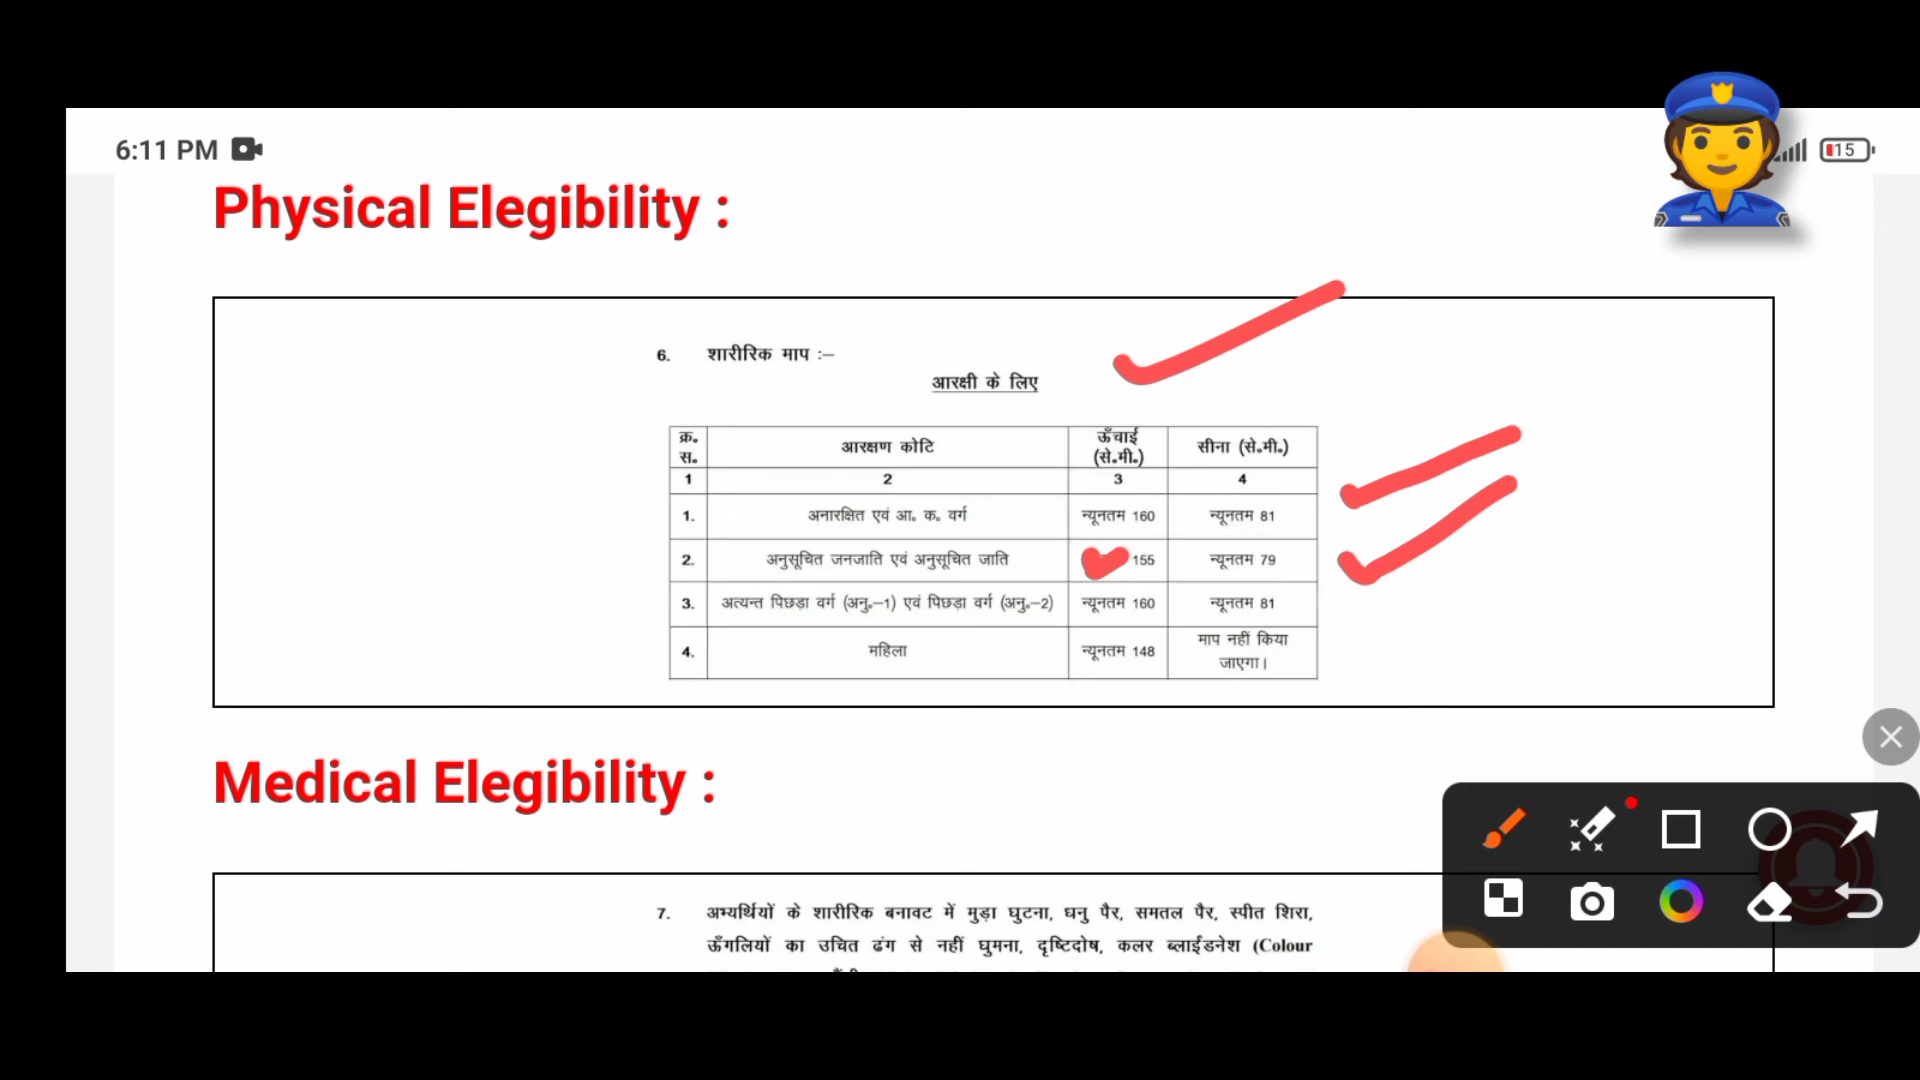 6:11 PM
15
Physical Elegibility :
6. शारीरिक माप :–
आरक्षी के लिए
क्र॰ स॰ आरक्षण कोटि ऊँचाई (से॰मी॰) सीना (से॰मी॰)
1 2 3 4
1. अनारक्षित एवं आ॰ क॰ वर्ग न्यूनतम 160 न्यूनतम 81
2. अनुसूचित जनजाति एवं अनुसूचित जाति 155 न्यूनतम 79
3. अत्यन्त पिछड़ा वर्ग (अनु॰–1) एवं पिछड़ा वर्ग (अनु॰–2) न्यूनतम 160 न्यूनतम 81
4. महिला न्यूनतम 148 माप नहीं किया जाएगा।
Medical Elegibility :
7. अभ्यर्थियों के शारीरिक बनावट में मुड़ा घुटना, धनु पैर, समतल पैर, स्पीत शिरा,
ऊँगलियों का उचित ढंग से नहीं घुमना, दृष्टिदोष, कलर ब्लाईंडनेश (Colour